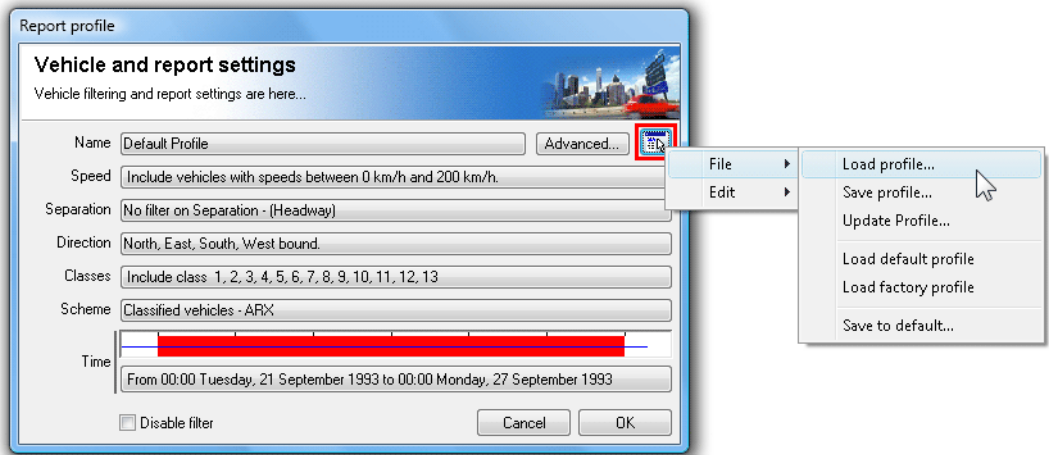 Report profile
Vehicle and report settings
Vehicle filtering and report settings are here...
Name Default Profile Advanced...
Speed Include vehicles with speeds between 0 km/h and 200 km/h.
Separation No filter on Separation - (Headway)
Direction North, East, South, West bound.
Classes Include class 1, 2, 3, 4, 5, 6, 7, 8, 9, 10, 11, 12, 13
Scheme Classified vehicles - ARX
Time
From 00:00 Tuesday, 21 September 1993 to 00:00 Monday, 27 September 1993
Disable filter Cancel OK
File
Edit
Load profile...
Save profile...
Update Profile...
Load default profile
Load factory profile
Save to default...